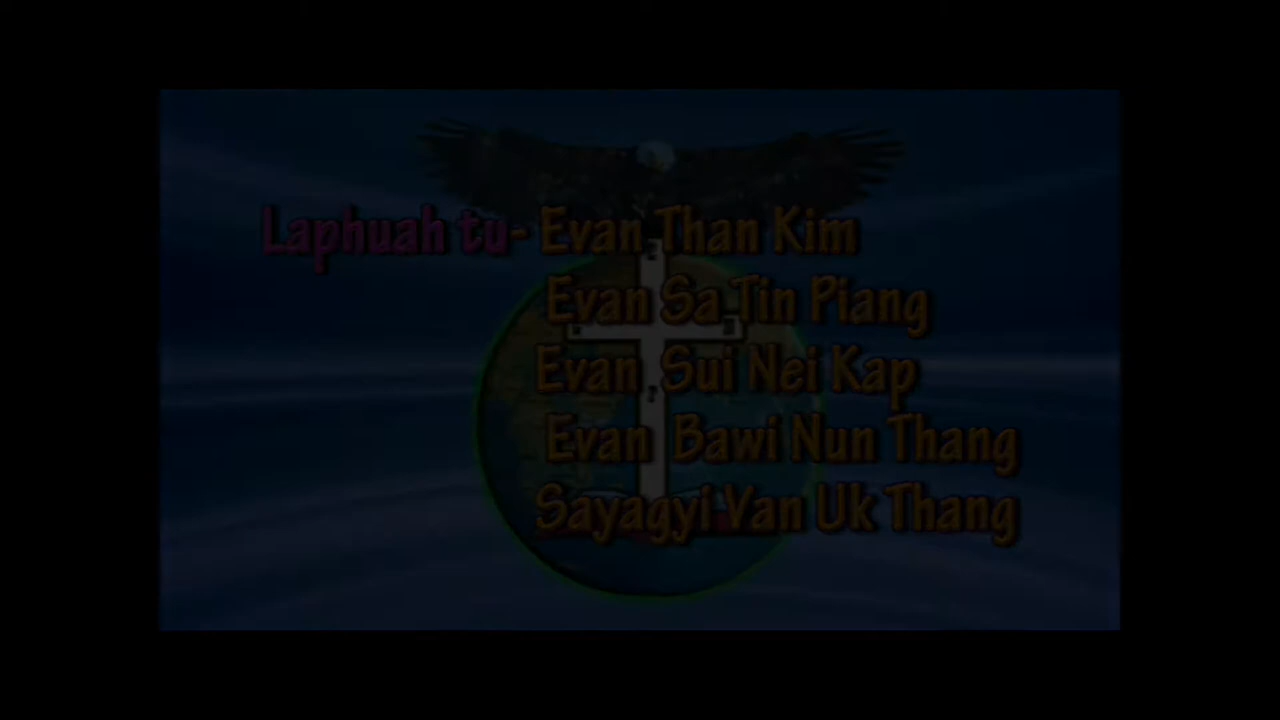 Laphuah tu- Evan Than Kim
Evan Sa Tin Piang
Evan Sui Nei Kap
Evan Bawi Nun Thang
Sayagyi Van Uk Thang